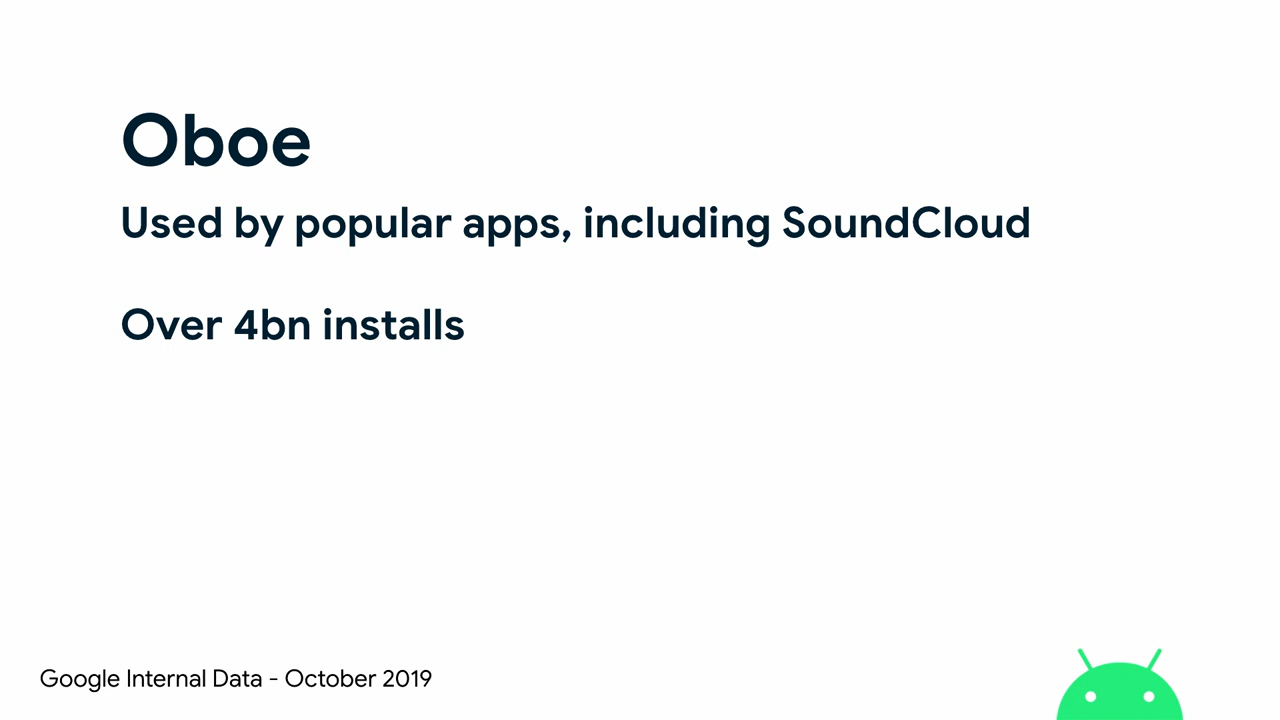 Oboe
Used by popular apps, including SoundCloud
Over 4bn installs
Google Internal Data - October 2019